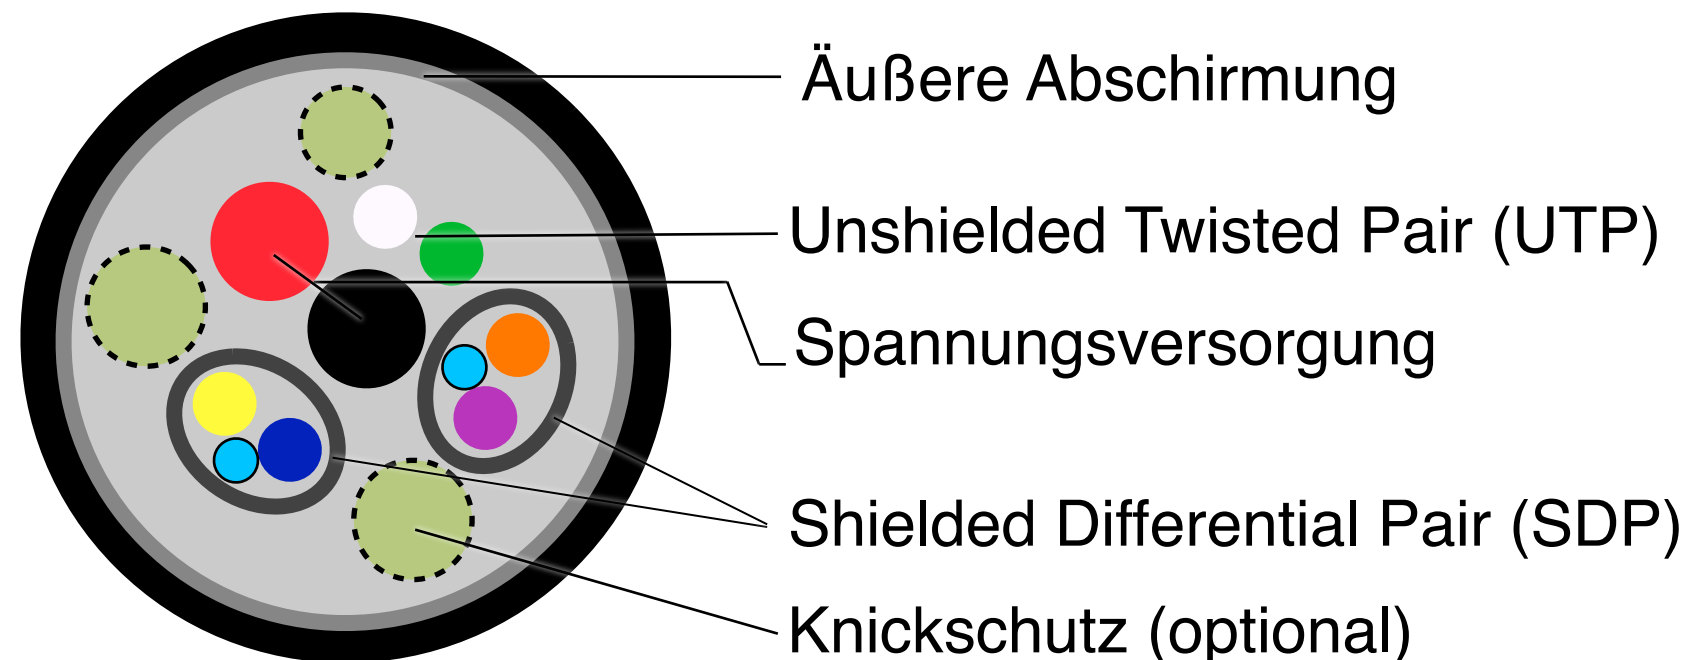 Äußere Abschirmung
Unshielded Twisted Pair (UTP)
Spannungsversorgung
Shielded Differential Pair (SDP)
Knickschutz (optional)